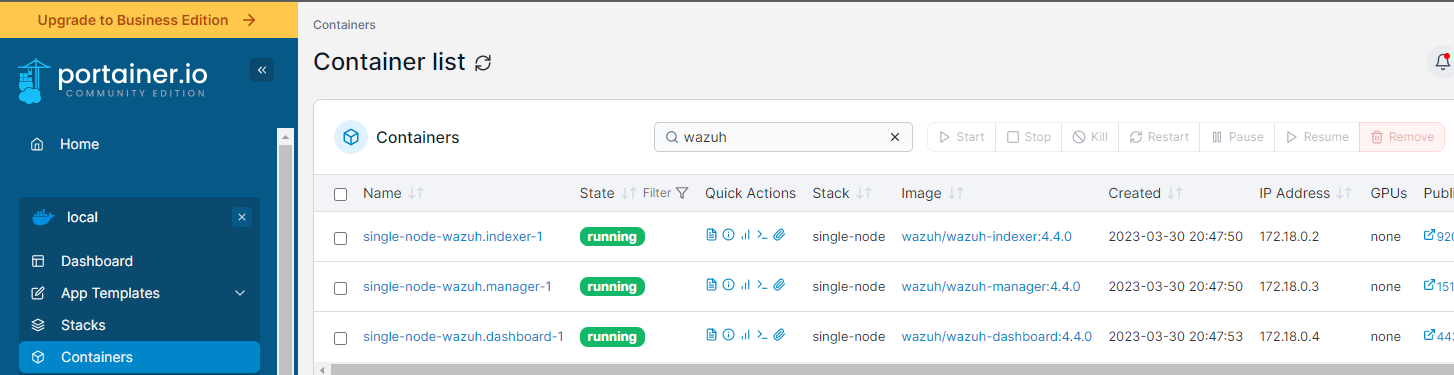 Upgrade to Business Edition
Containers
portainer.io
COMMUNITY EDITION
Container list
Home
Containers
wazuh
Start Stop Kill Restart Pause Resume Remove
Name State Filter Quick Actions Stack Image Created IP Address GPUs Publi
local
single-node-wazuh.indexer-1 running single-node wazuh/wazuh-indexer:4.4.0 2023-03-30 20:47:50 172.18.0.2 none 920
Dashboard
App Templates
single-node-wazuh.manager-1 running single-node wazuh/wazuh-manager:4.4.0 2023-03-30 20:47:50 172.18.0.3 none 151
Stacks
single-node-wazuh.dashboard-1 running single-node wazuh/wazuh-dashboard:4.4.0 2023-03-30 20:47:53 172.18.0.4 none 443
Containers